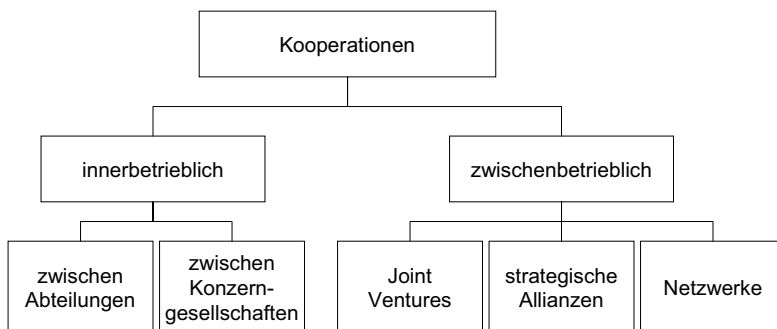 Kooperationen
innerbetrieblich
zwischenbetrieblich
zwischen
Abteilungen
zwischen
Konzern-
gesellschaften
Joint
Ventures
strategische
Allianzen
Netzwerke